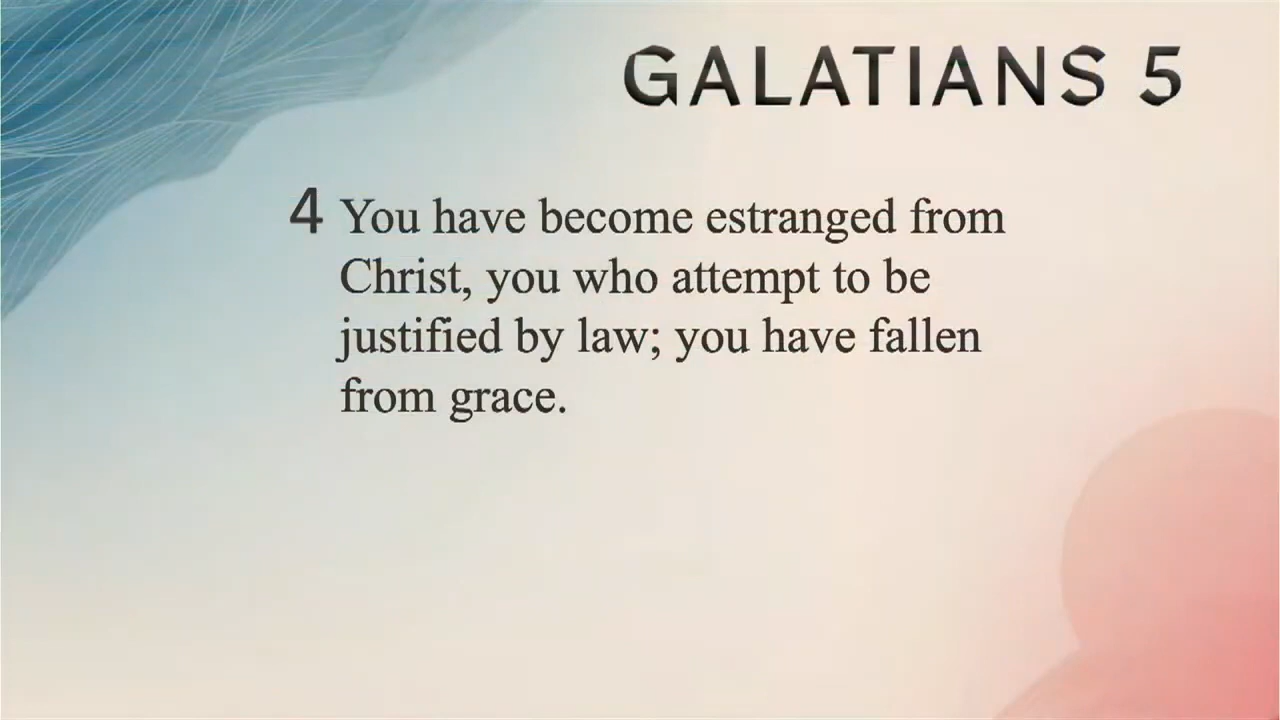 GALATIANS 5
4 You have become estranged from
Christ, you who attempt to be
justified by law; you have fallen
from grace.